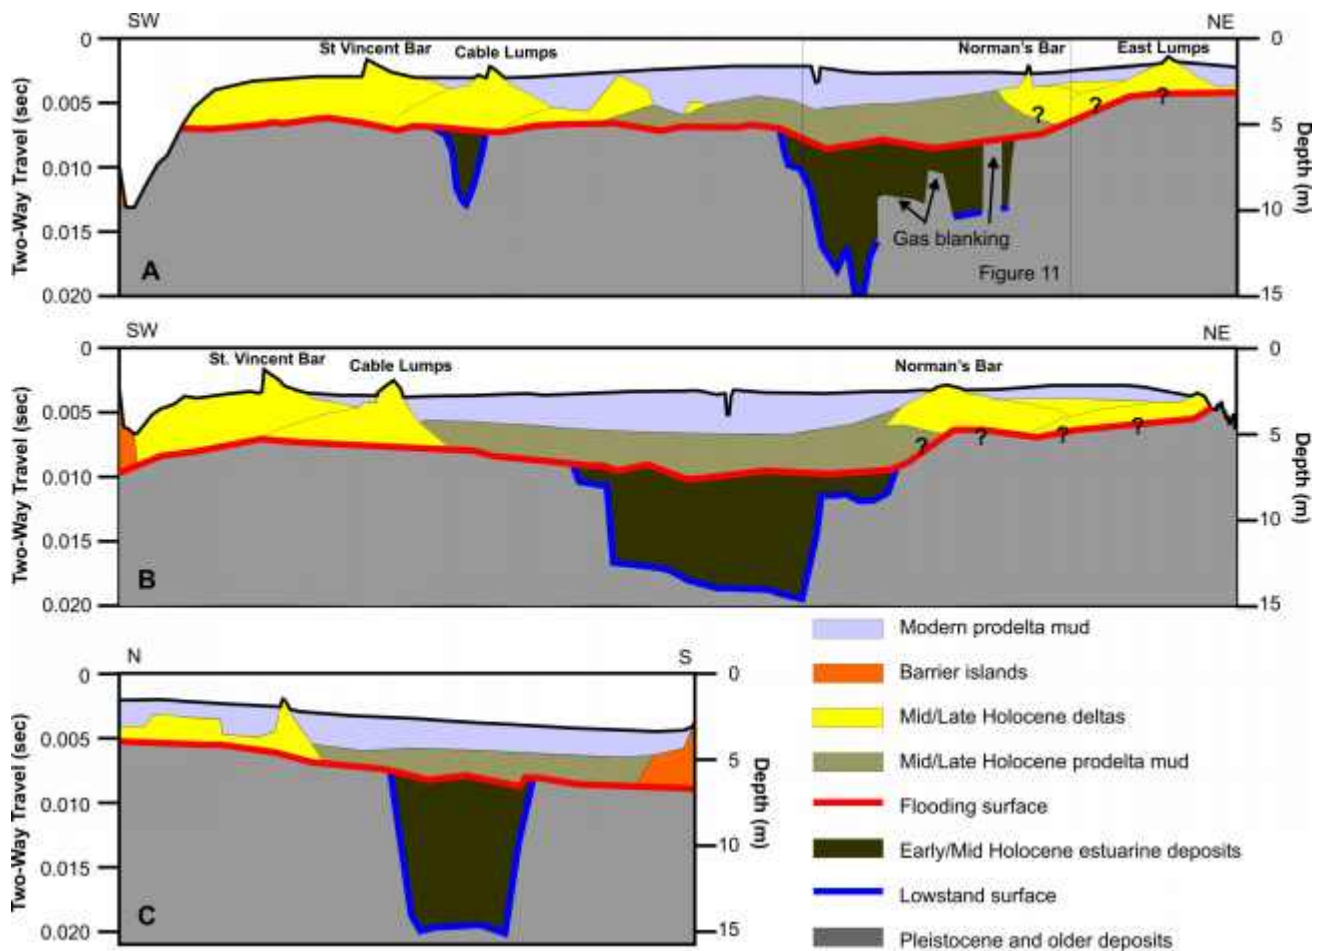 SW
NE
St Vincent Bar
Cable Lumps
Norman's Bar
East Lumps
0
0.005
0.010
0.015
0.020
Two-Way Travel (sec)
0
5
10
15
Depth (m)
?
?
?
Gas blanking
Figure 11
A
SW
NE
St. Vincent Bar
Cable Lumps
Norman's Bar
0
0.005
0.010
0.015
0.020
Two-Way Travel (sec)
0
5
10
15
Depth (m)
?
?
?
?
B
N
S
0
0.005
0.010
0.015
0.020
Two-Way Travel (sec)
0
5
10
15
Depth (m)
C
Modern prodelta mud
Barrier islands
Mid/Late Holocene deltas
Mid/Late Holocene prodelta mud
Flooding surface
Early/Mid Holocene estuarine deposits
Lowstand surface
Pleistocene and older deposits